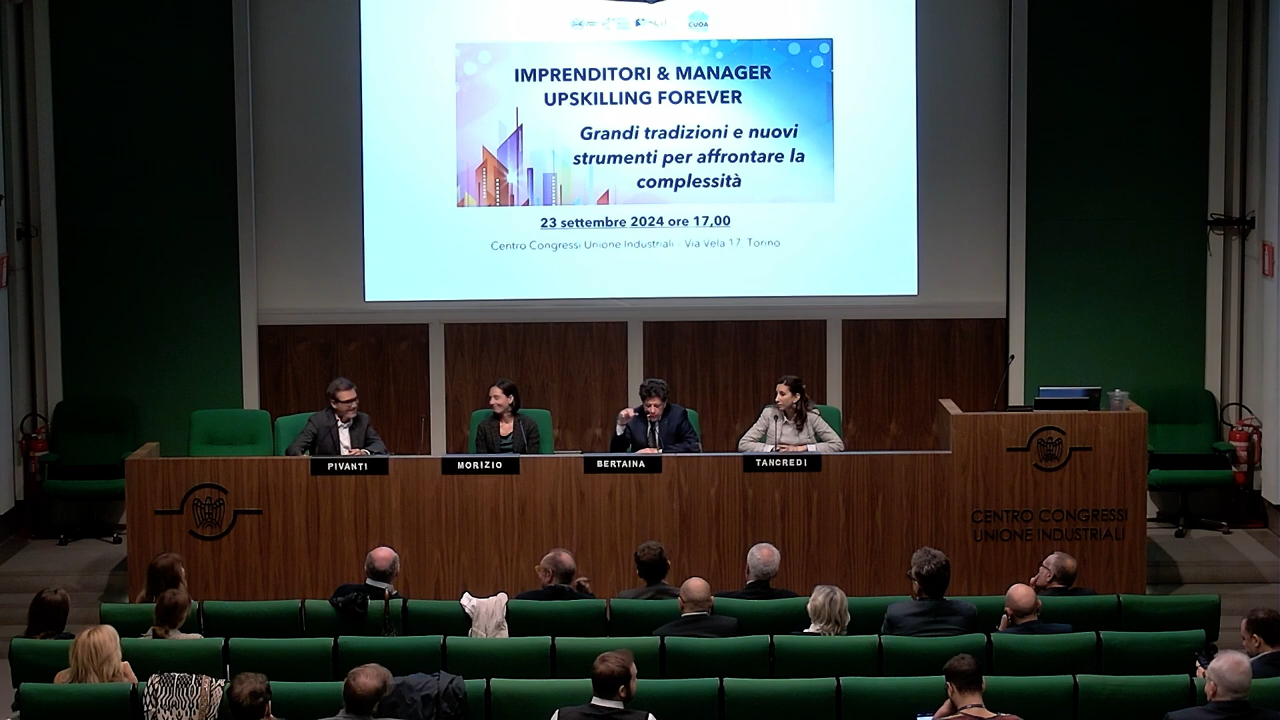 CUOA
IMPRENDITORI & MANAGER
UPSKILLING FOREVER
Grandi tradizioni e nuovi
strumenti per affrontare la
complessità
23 settembre 2024 ore 17,00
Centro Congressi Unione Industriali - Via Vela 17, Torino
PIVANTI
MORIZIO
BERTAINA
TANCREDI
CENTRO CONGRESSI
UNIONE INDUSTRIALI